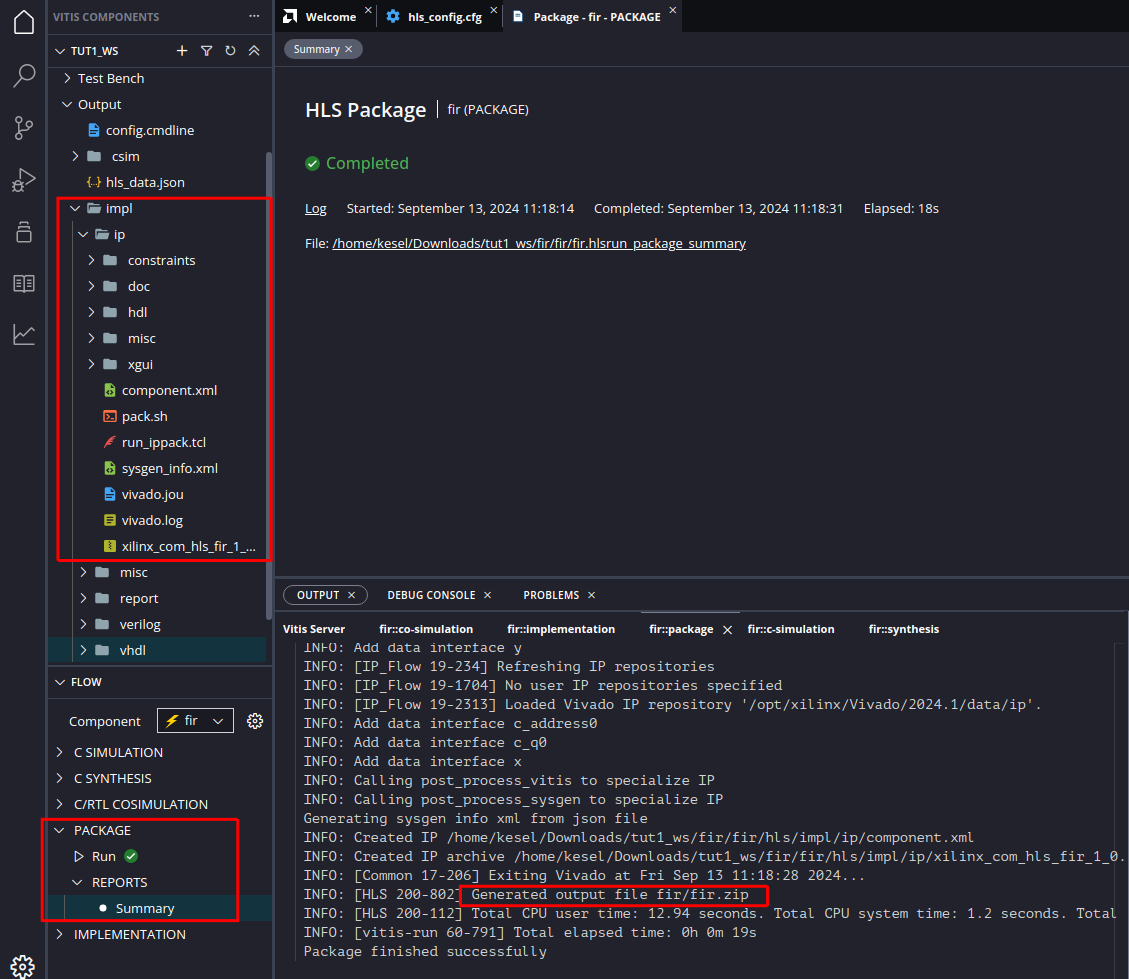 VITIS COMPONENTS ...
TUT1_WS
Test Bench
Output
config.cmdline
csim
hls_data.json
impl
ip
constraints
doc
hdl
misc
xgui
component.xml
pack.sh
run_ippack.tcl
sysgen_info.xml
vivado.jou
vivado.log
xilinx_com_hls_fir_1_...
misc
report
verilog
vhdl
FLOW
Component fir
C SIMULATION
C SYNTHESIS
C/RTL COSIMULATION
PACKAGE
Run
REPORTS
Summary
IMPLEMENTATION
Welcome hls_config.cfg Package - fir - PACKAGE
Summary
HLS Package | fir (PACKAGE)
Completed
Log Started: September 13, 2024 11:18:14 Completed: September 13, 2024 11:18:31 Elapsed: 18s
File: /home/kesel/Downloads/tut1_ws/fir/fir/fir.hlsrun_package_summary
OUTPUT DEBUG CONSOLE PROBLEMS
Vitis Server fir::co-simulation fir::implementation fir::package fir::c-simulation fir::synthesis
INFO: Add data interface y
INFO: [IP_Flow 19-234] Refreshing IP repositories
INFO: [IP_Flow 19-1704] No user IP repositories specified
INFO: [IP_Flow 19-2313] Loaded Vivado IP repository '/opt/xilinx/Vivado/2024.1/data/ip'.
INFO: Add data interface c_address0
INFO: Add data interface c_q0
INFO: Add data interface x
INFO: Calling post_process_vitis to specialize IP
INFO: Calling post_process_sysgen to specialize IP
Generating sysgen info xml from json file
INFO: Created IP /home/kesel/Downloads/tut1_ws/fir/fir/hls/impl/ip/component.xml
INFO: Created IP archive /home/kesel/Downloads/tut1_ws/fir/fir/hls/impl/ip/xilinx_com_hls_fir_1_0.
INFO: [Common 17-206] Exiting Vivado at Fri Sep 13 11:18:28 2024...
INFO: [HLS 200-802] Generated output file fir/fir.zip
INFO: [HLS 200-112] Total CPU user time: 12.94 seconds. Total CPU system time: 1.2 seconds. Total
INFO: [vitis-run 60-791] Total elapsed time: 0h 0m 19s
Package finished successfully